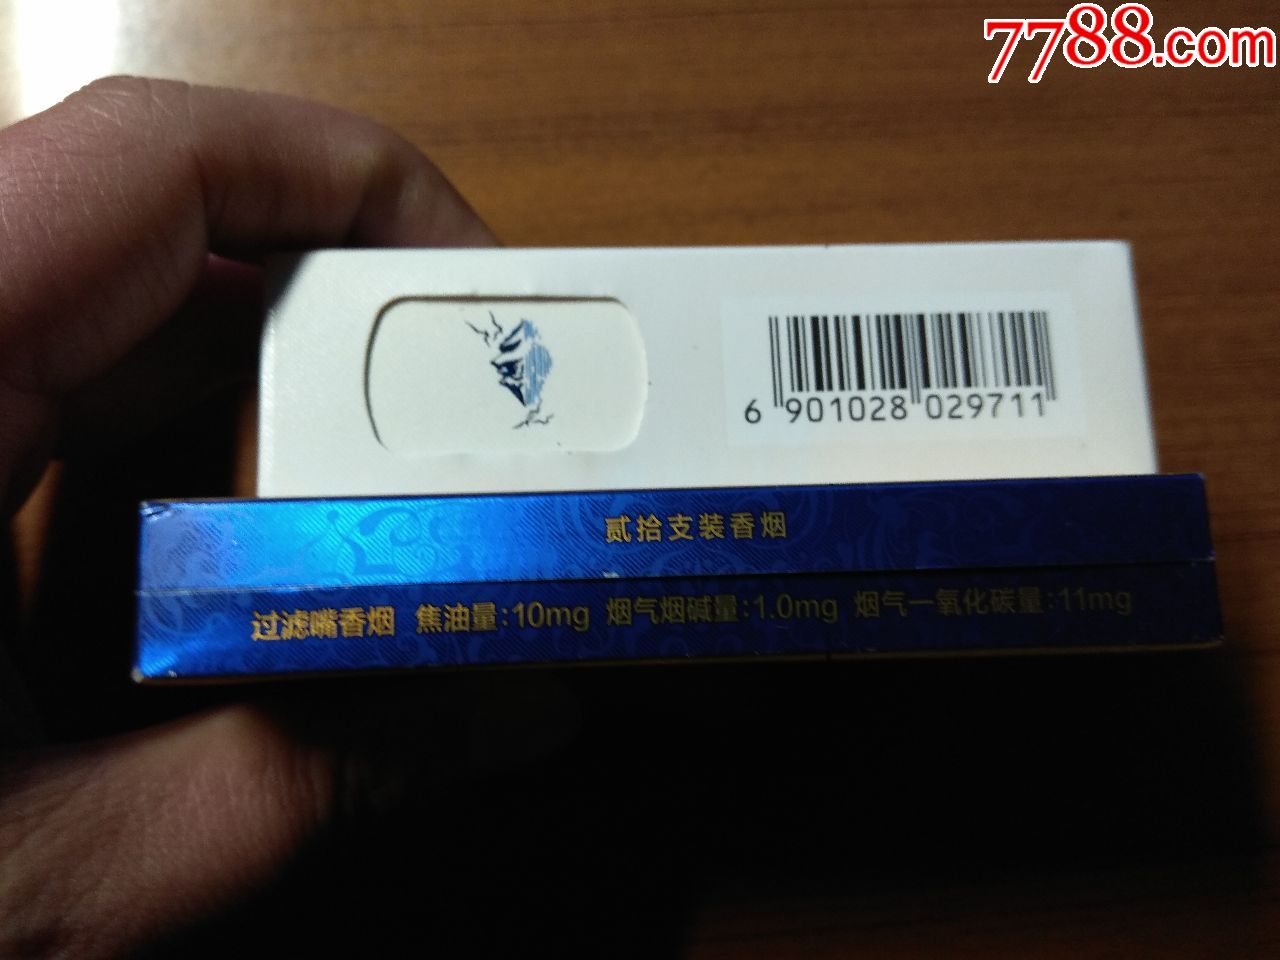 7788.com
6 901028 029711
贰拾支装香烟
过滤嘴香烟 焦油量:10mg 烟气烟碱量:1.0mg 烟气一氧化碳量:11mg